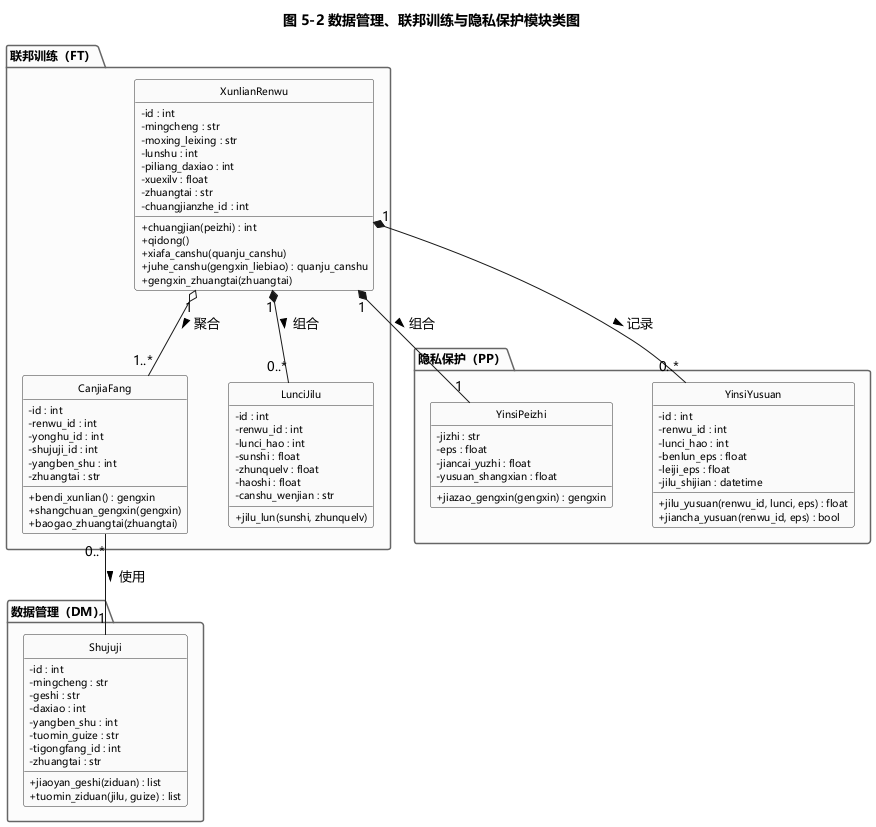 图 5-2 数据管理、联邦训练与隐私保护模块类图
联邦训练（FT）
XunlianRenwu
-id : int
-mingcheng : str
-moxing_leixing : str
-lunshu : int
-piliang_daxiao : int
-xuexilv : float
-zhuangtai : str
-chuangjianzhe_id : int
+chuangjian(peizhi) : int
+qidong()
+xiafa_canshu(quanju_canshu)
+juhe_canshu(gengxin_liebiao) : quanju_canshu
+gengxin_zhuangtai(zhuangtai)
1
1
1
1
聚合
组合
组合
记录
1..*
0..*
1
0..*
CanjiaFang
-id : int
-renwu_id : int
-yonghu_id : int
-shujuji_id : int
-yangben_shu : int
-zhuangtai : str
+bendi_xunlian() : gengxin
+shangchuan_gengxin(gengxin)
+baogao_zhuangtai(zhuangtai)
LunciJilu
-id : int
-renwu_id : int
-lunci_hao : int
-sunshi : float
-zhunquelv : float
-haoshi : float
-canshu_wenjian : str
+jilu_lun(sunshi, zhunquelv)
隐私保护（PP）
YinsiPeizhi
-jizhi : str
-eps : float
-jiancai_yuzhi : float
-yusuan_shangxian : float
+jiazao_gengxin(gengxin) : gengxin
YinsiYusuan
-id : int
-renwu_id : int
-lunci_hao : int
-benlun_eps : float
-leiji_eps : float
-jilu_shijian : datetime
+jilu_yusuan(renwu_id, lunci, eps) : float
+jiancha_yusuan(renwu_id, eps) : bool
0..*
使用
1
数据管理（DM）
Shujuji
-id : int
-mingcheng : str
-geshi : str
-daxiao : int
-yangben_shu : int
-tuomin_guize : str
-tigongfang_id : int
-zhuangtai : str
+jiaoyan_geshi(ziduan) : list
+tuomin_ziduan(jilu, guize) : list